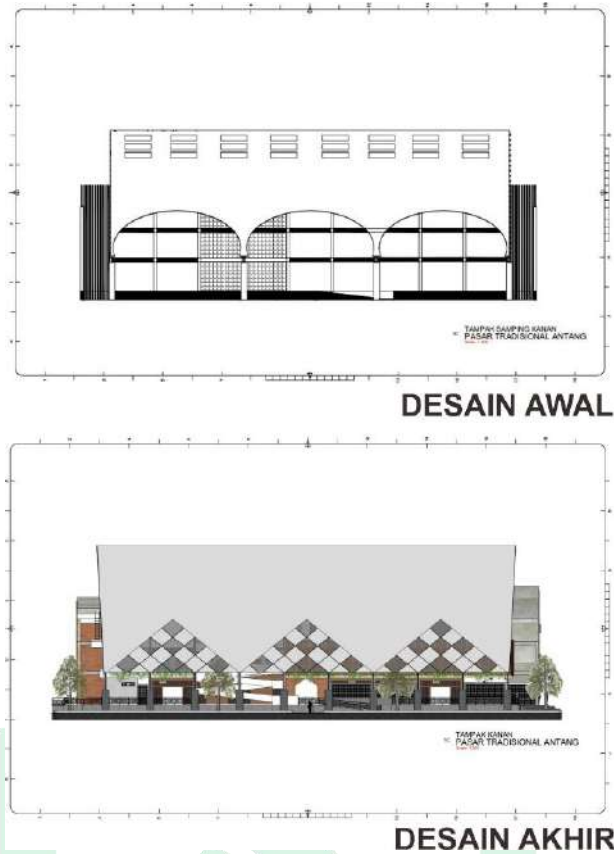 TAMPAK SAMPING KANAN
PASAR TRADISIONAL ANTANG
DESAIN AWAL
TAMPAK KANAN
PASAR TRADISIONAL ANTANG
DESAIN AKHIR